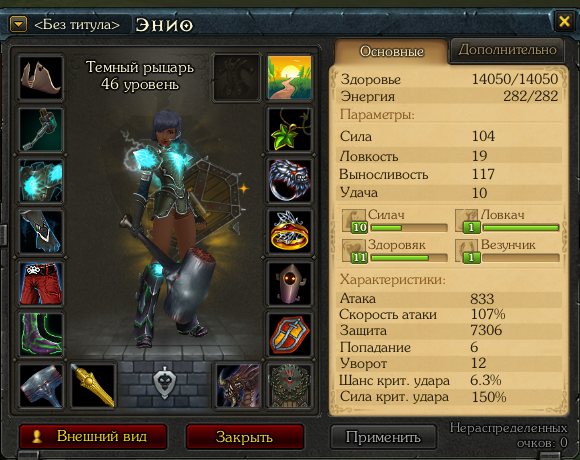 <Без титула> Энио
Темный рыцарь
46 уровень
Основные
Дополнительно
Здоровье 14050/14050
Энергия 282/282
Параметры:
Сила 104
Ловкость 19
Выносливость 117
Удача 10
Силач 10
Ловкач 1
Здоровяк 11
Везунчик 1
Характеристики:
Атака 833
Скорость атаки 107%
Защита 7306
Попадание 6
Уворот 12
Шанс крит. удара 6.3%
Сила крит. удара 150%
Внешний вид
Закрыть
Применить
Нераспределенных
очков: 0